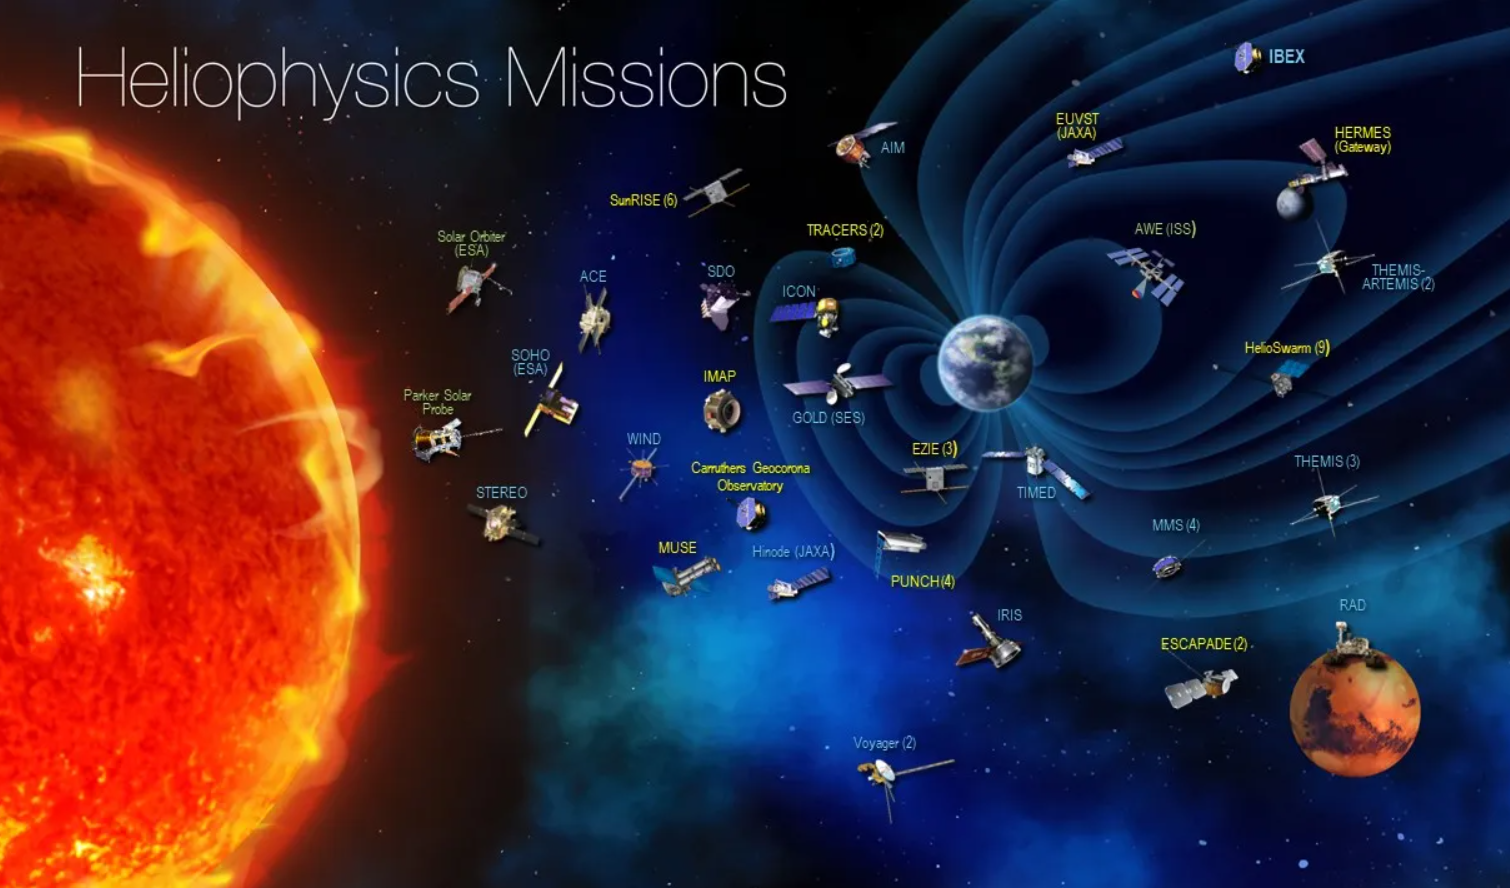 Heliophysics Missions
IBEX
EUVST
(JAXA)
HERMES
(Gateway)
AIM
SunRISE (6)
TRACERS (2)
AWE (ISS)
Solar Orbiter
(ESA)
ACE
SDO
ICON
THEMIS-
ARTEMIS (2)
SOHO
(ESA)
IMAP
HelioSwarm (9)
Parker Solar
Probe
GOLD (SES)
WIND
EZIE (3)
Carruthers Geocorona
Observatory
THEMIS (3)
STEREO
TIMED
MMS (4)
MUSE
Hinode (JAXA)
PUNCH (4)
IRIS
RAD
ESCAPADE (2)
Voyager (2)